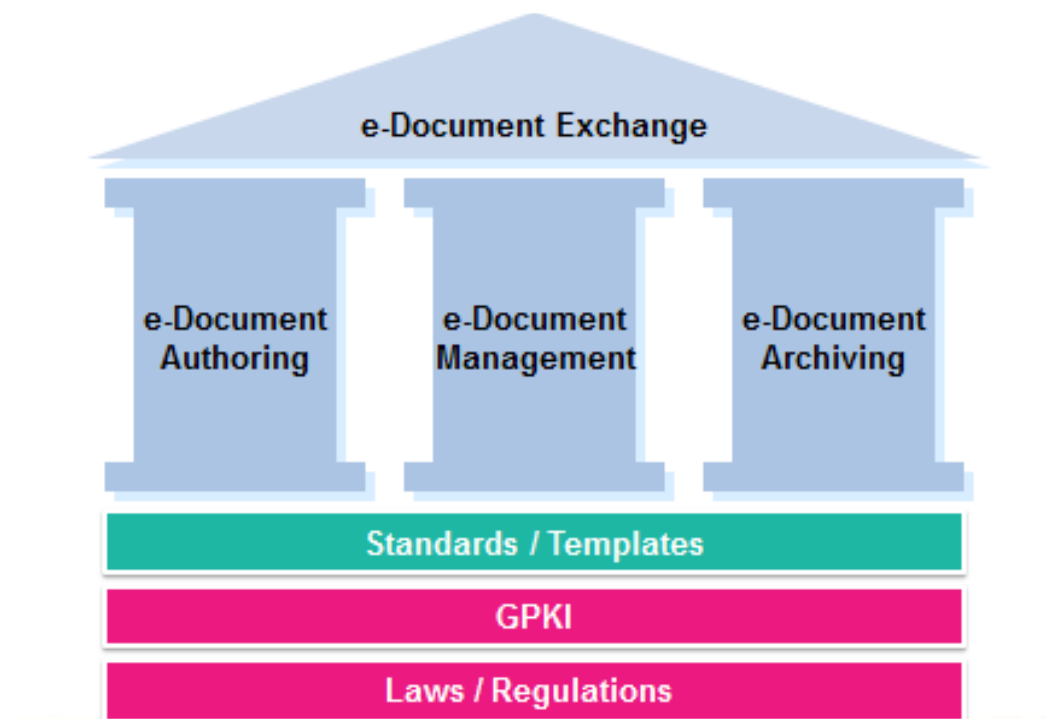 e-Document Exchange
e-Document
Authoring
e-Document
Management
e-Document
Archiving
Standards / Templates
GPKI
Laws / Regulations